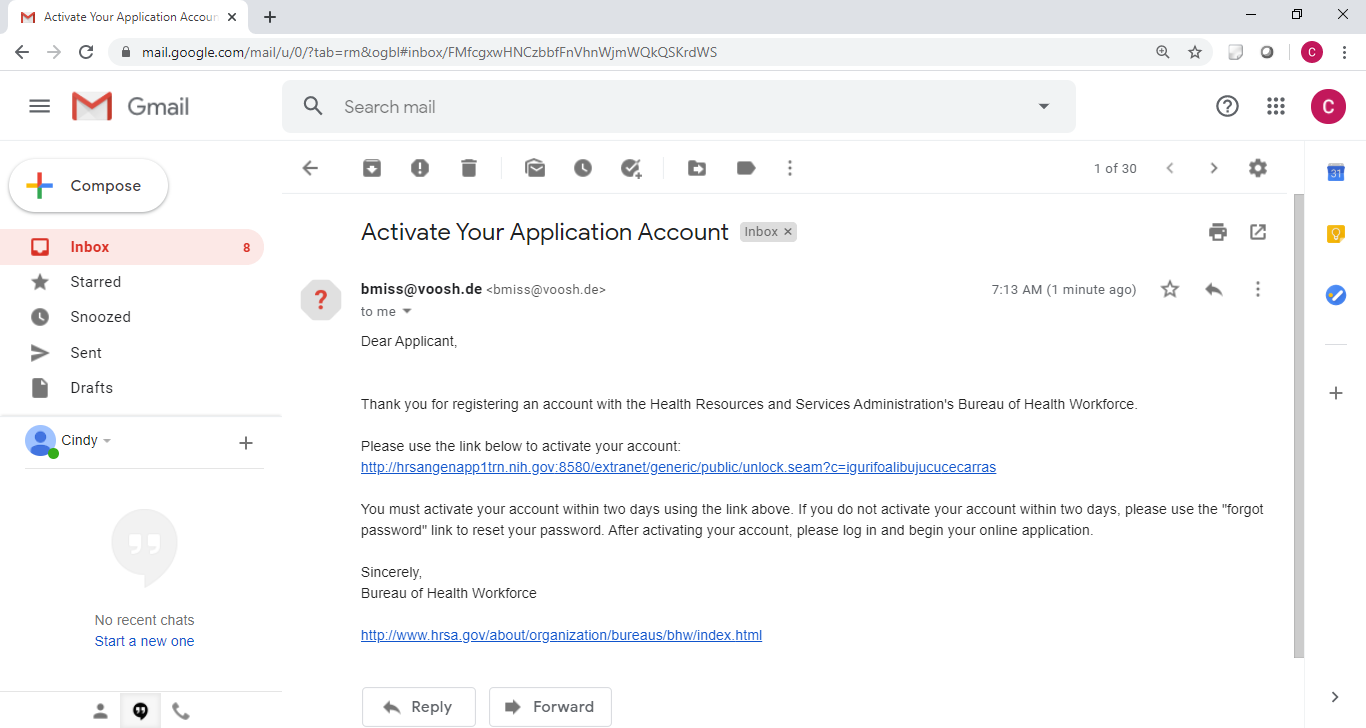 Activate Your Application Accoun
mail.google.com/mail/u/0/?tab=rm&ogbl#inbox/FMfcgxwHNCzbbfFnVhnWjmWQkQSKrdWS
C
Gmail
Search mail
C
Compose
1 of 30
31
Inbox 8
Starred
Snoozed
Sent
Drafts
Cindy
No recent chats
Start a new one
Activate Your Application Account Inbox
?
bmiss@voosh.de <bmiss@voosh.de> 7:13 AM (1 minute ago)
to me
Dear Applicant,
Thank you for registering an account with the Health Resources and Services Administration's Bureau of Health Workforce.
Please use the link below to activate your account:
http://hrsangenapp1trn.nih.gov:8580/extranet/generic/public/unlock.seam?c=igurifoalibujucucecarras
You must activate your account within two days using the link above. If you do not activate your account within two days, please use the "forgot
password" link to reset your password. After activating your account, please log in and begin your online application.
Sincerely,
Bureau of Health Workforce
http://www.hrsa.gov/about/organization/bureaus/bhw/index.html
Reply Forward